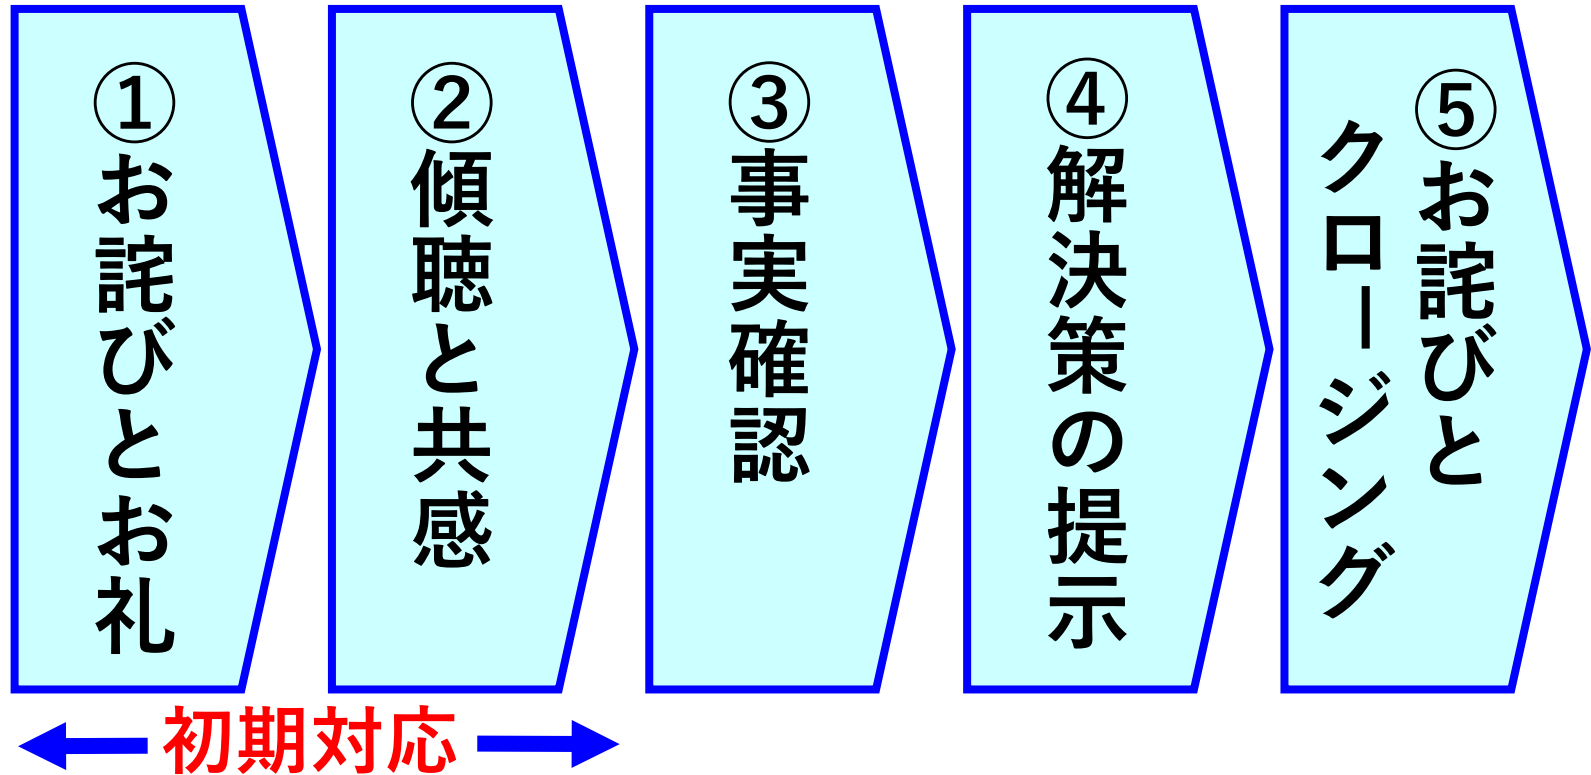 ①お詫びとお礼
②傾聴と共感
③事実確認
④解決策の提示
⑤お詫びと
クロージング
初期対応